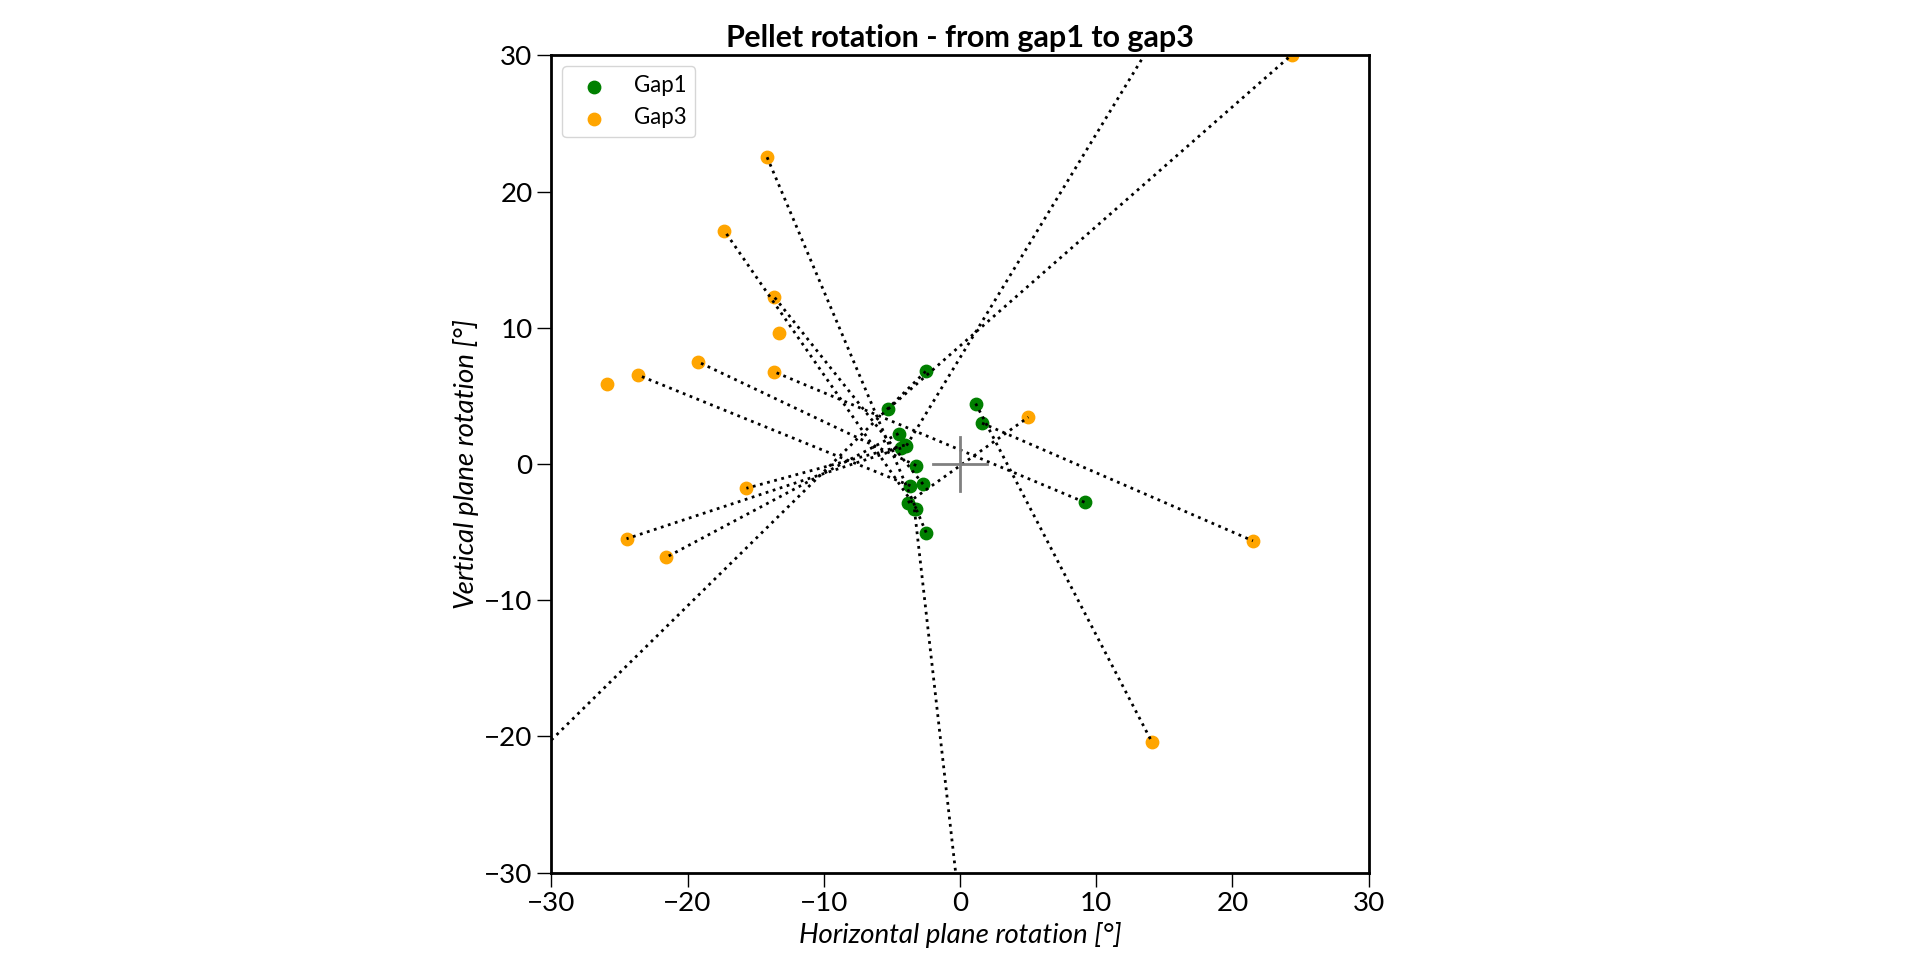 Pellet rotation - from gap1 to gap3
30
Gap1
Gap3
20
10
0
−10
−20
−30
Vertical plane rotation [°]
−30 −20 −10 0 10 20 30
Horizontal plane rotation [°]